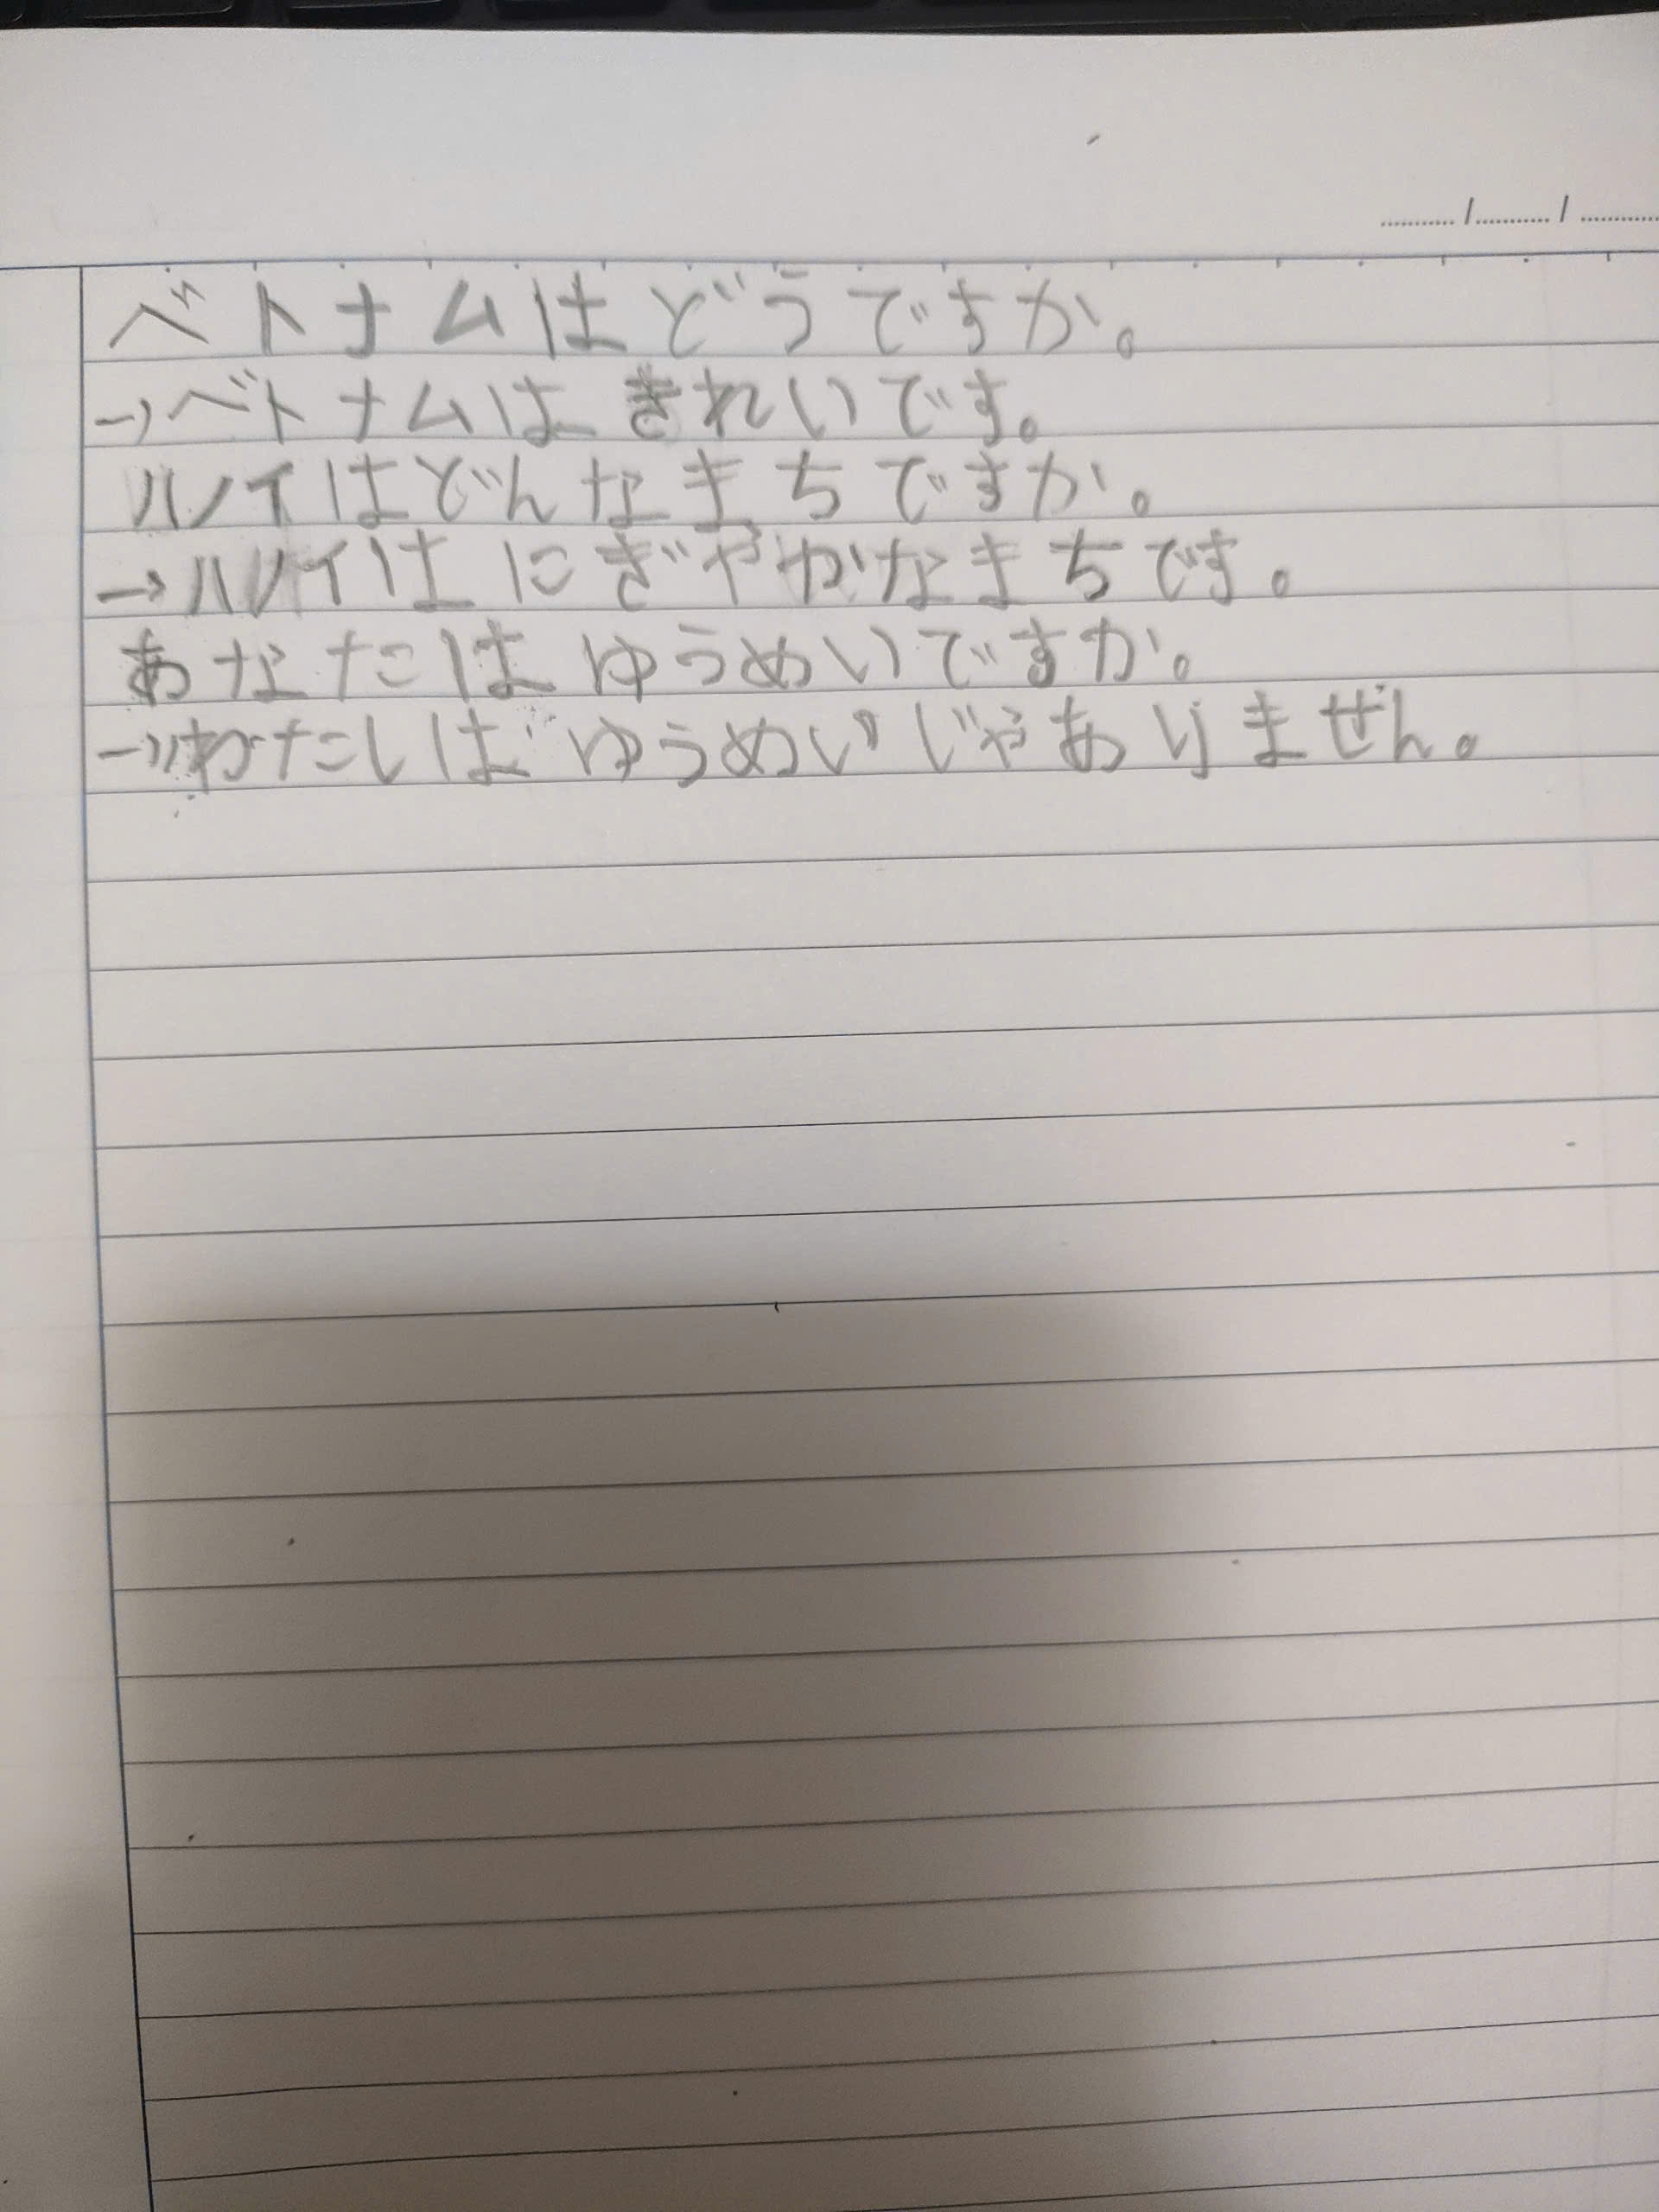 ベトナムはどうですか。
→ベトナムはきれいです。
ハノイはどんなまちですか。
→ハノイはにぎやかなまちです。
あなたはゆうめいですか。
→わたしはゆうめいじゃありません。